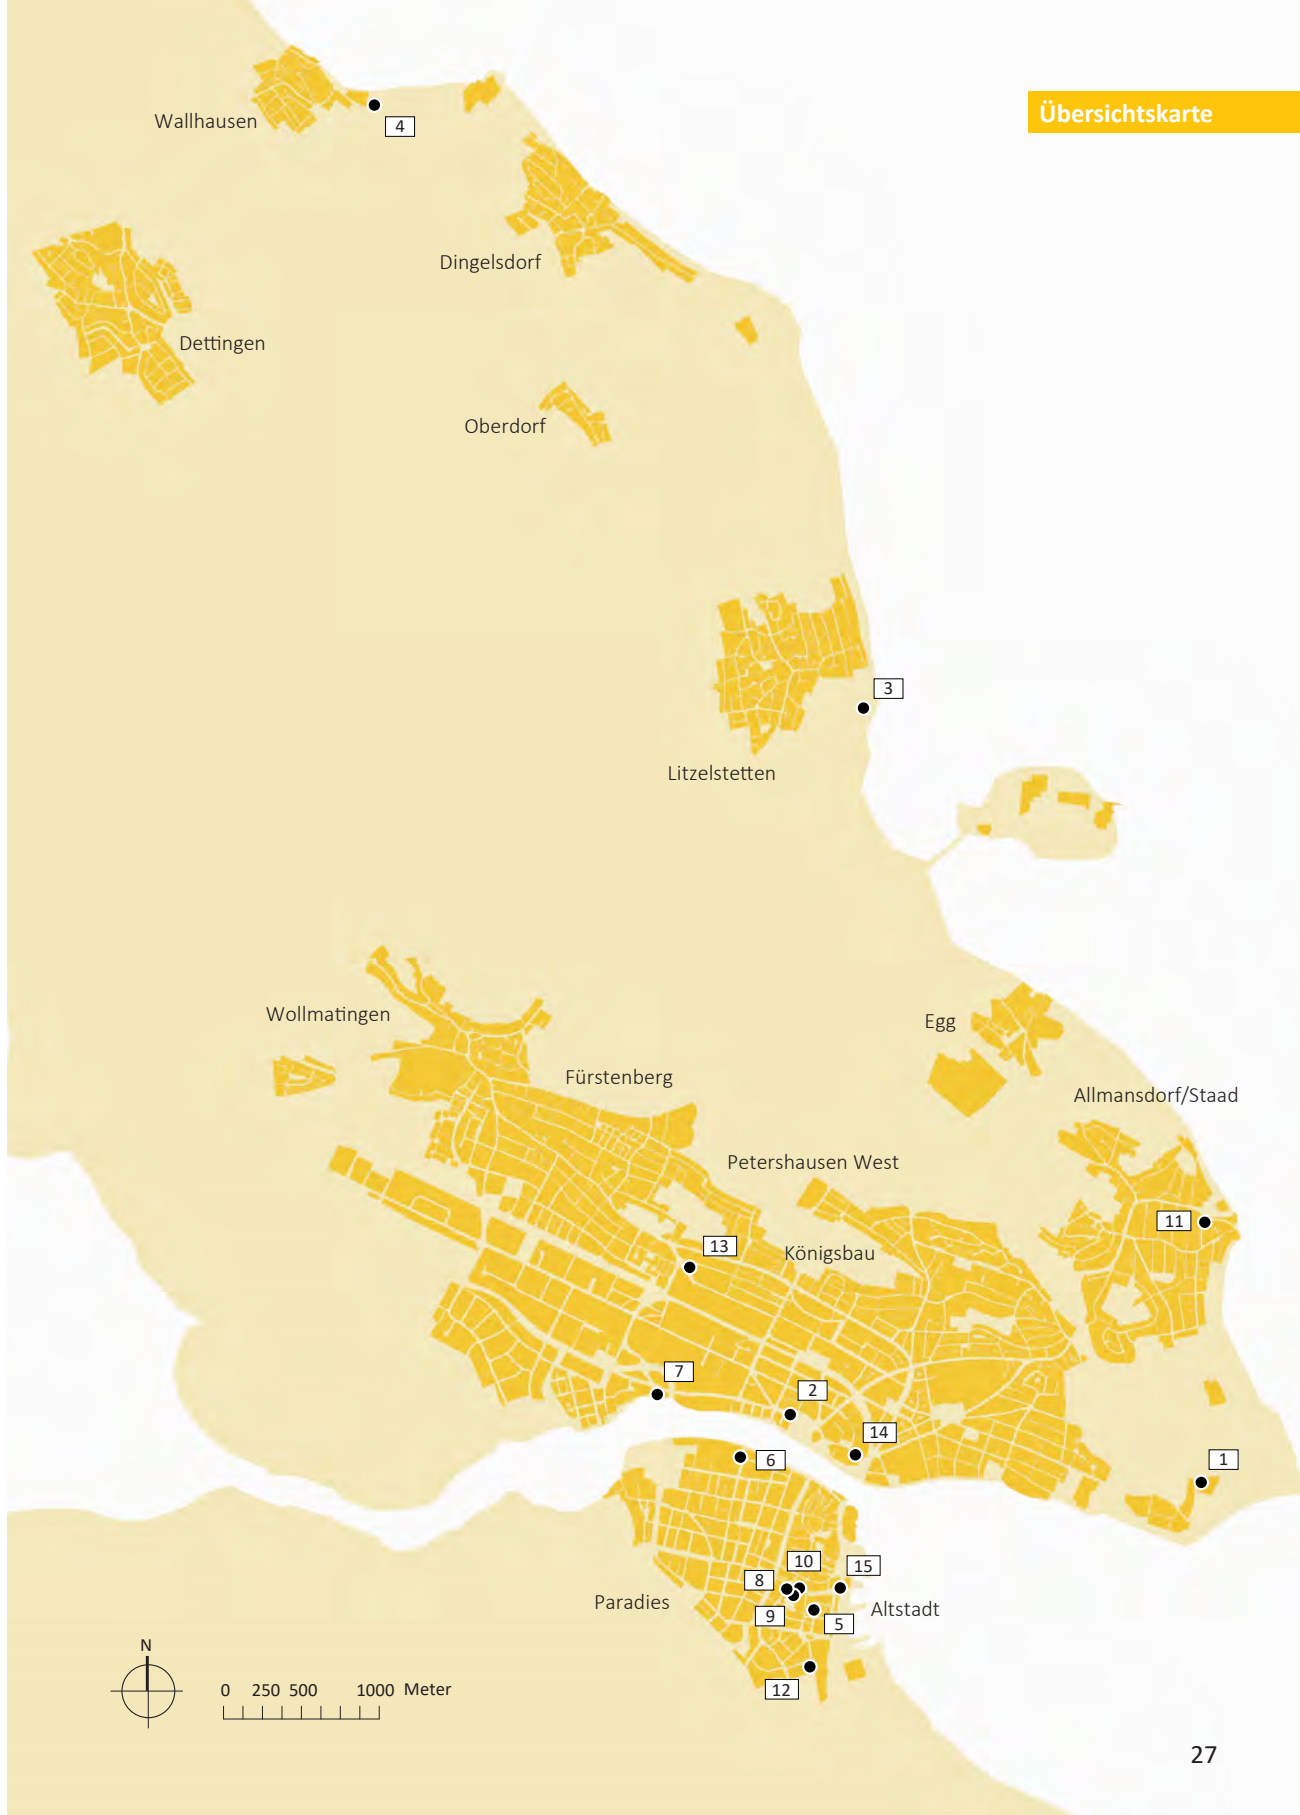 Übersichtskarte
Wallhausen
4
Dingelsdorf
Dettingen
Oberdorf
3
Litzelstetten
Wollmatingen
Egg
Fürstenberg
Allmansdorf/Staad
Petershausen West
11
13
Königsbau
7
2
14
6
1
10
15
8
Paradies
9
5
Altstadt
N
12
0 250 500 1000 Meter
27